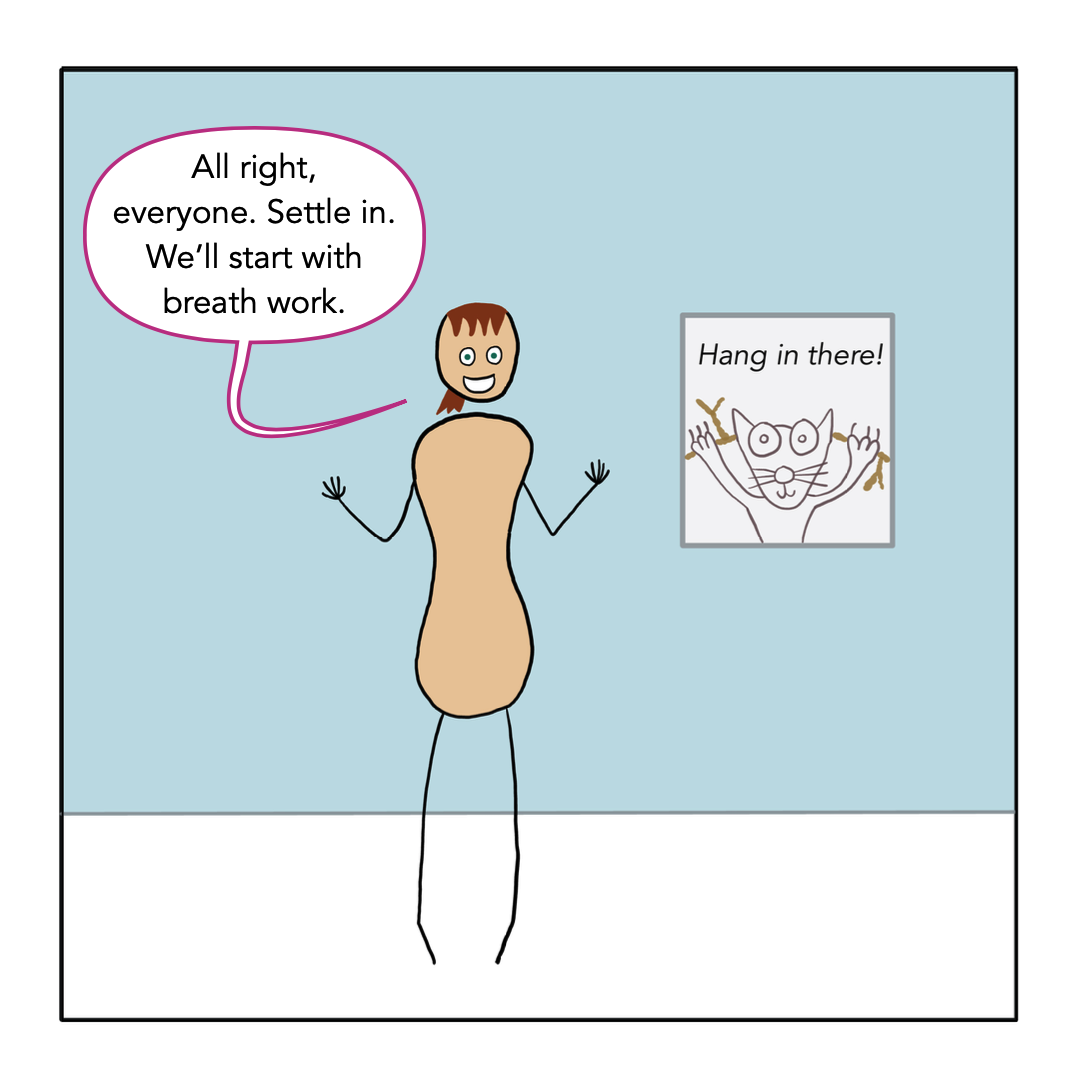 All right,
everyone. Settle in.
We’ll start with
breath work.
Hang in there!